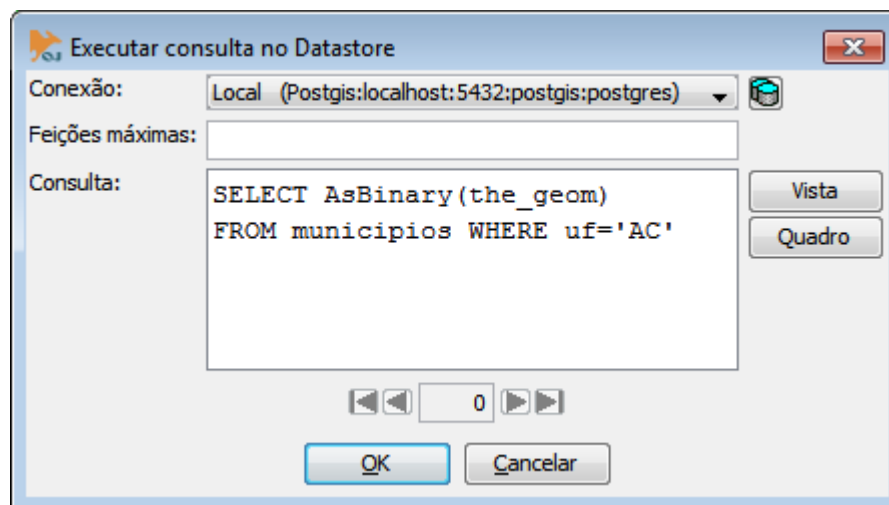 Executar consulta no Datastore
Conexão:
Local (Postgis:localhost:5432:postgis:postgres)
Feições máximas:
Consulta:
SELECT AsBinary(the_geom)
FROM municipios WHERE uf='AC'
Vista
Quadro
0
OK
Cancelar